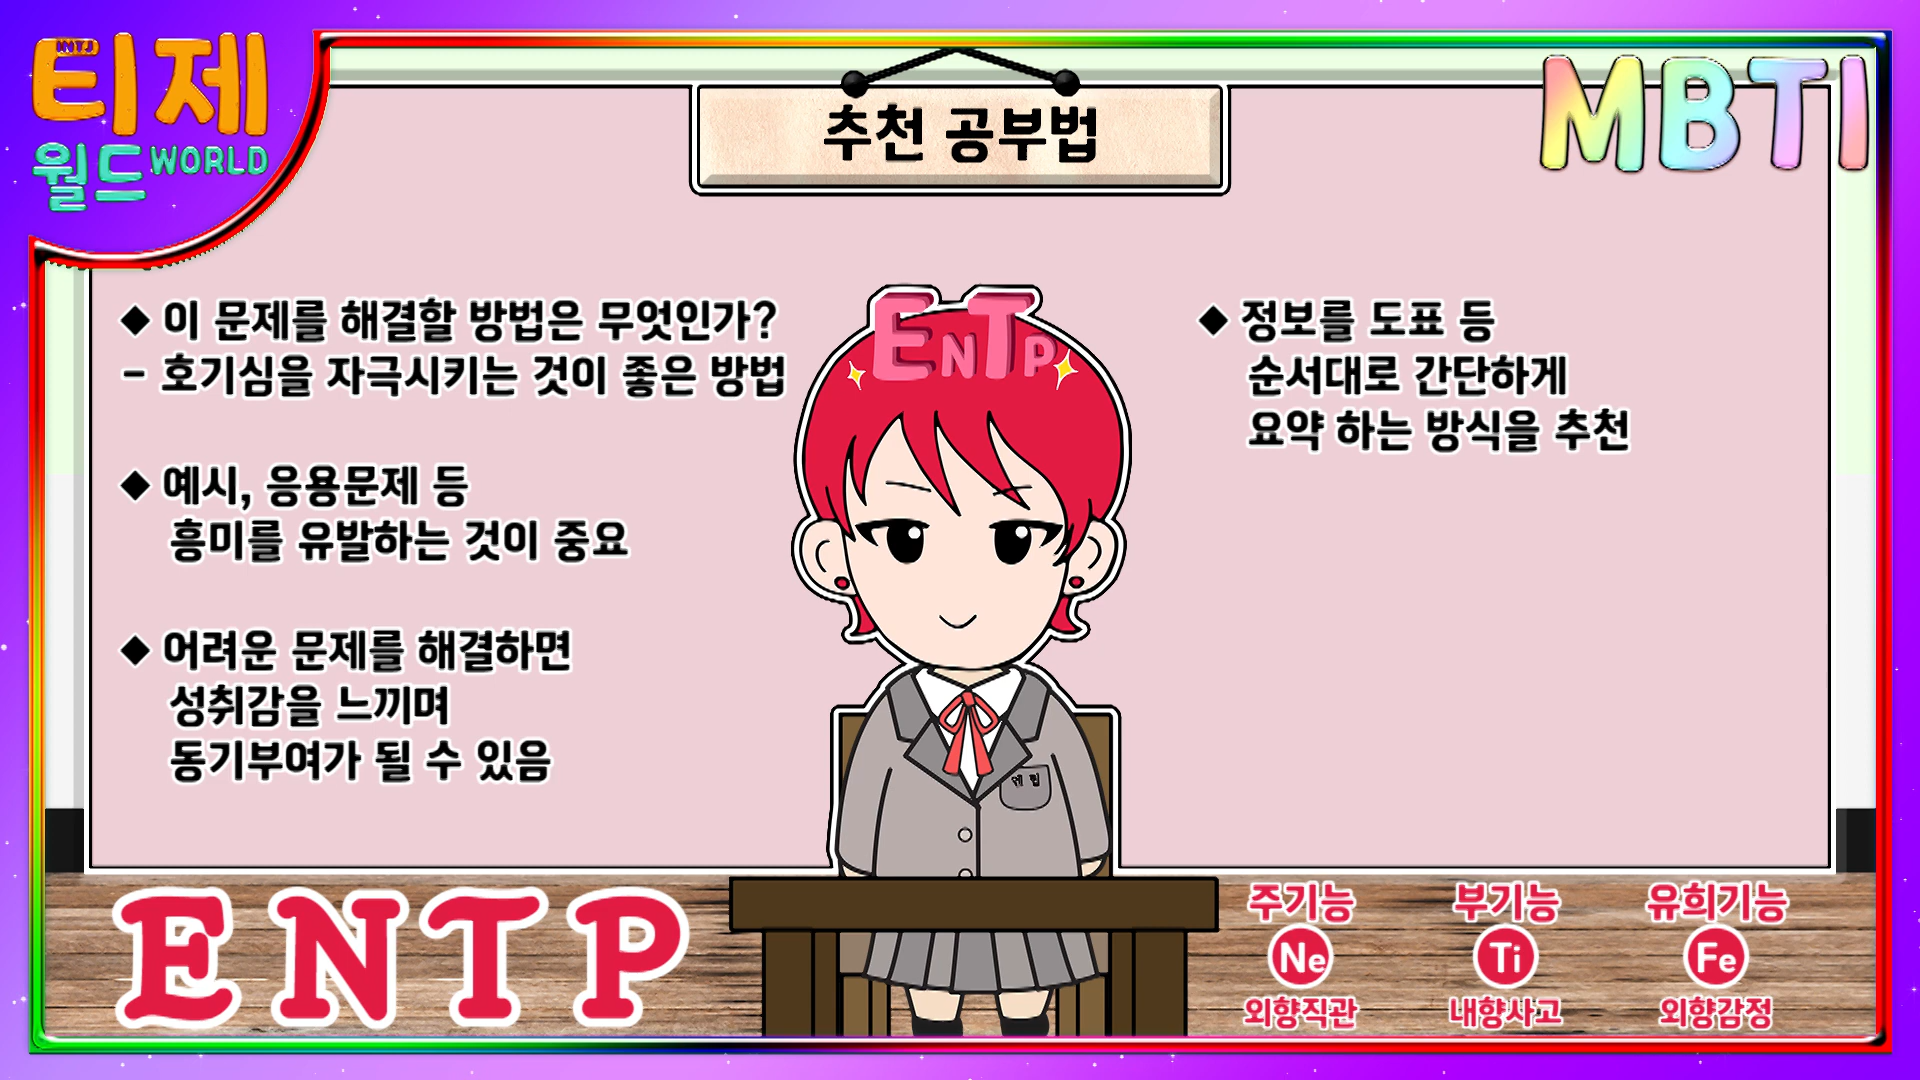 INTJ
티제
월드 WORLD
MBTI
추천 공부법
◆ 이 문제를 해결할 방법은 무엇인가?
- 호기심을 자극시키는 것이 좋은 방법
◆ 예시, 응용문제 등
흥미를 유발하는 것이 중요
◆ 어려운 문제를 해결하면
성취감을 느끼며
동기부여가 될 수 있음
◆ 정보를 도표 등
순서대로 간단하게
요약 하는 방식을 추천
ENTP
엔팁
ENTP
주기능
Ne
외향직관
부기능
Ti
내향사고
유희기능
Fe
외향감정